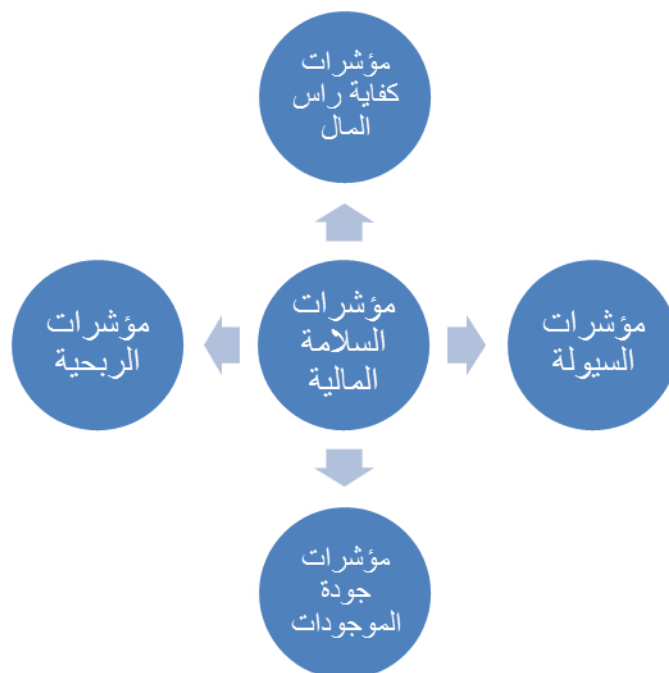 مؤشرات
كفاية راس
المال
مؤشرات
السيولة
مؤشرات
السلامة
المالية
مؤشرات
الربحية
مؤشرات
جودة
الموجودات